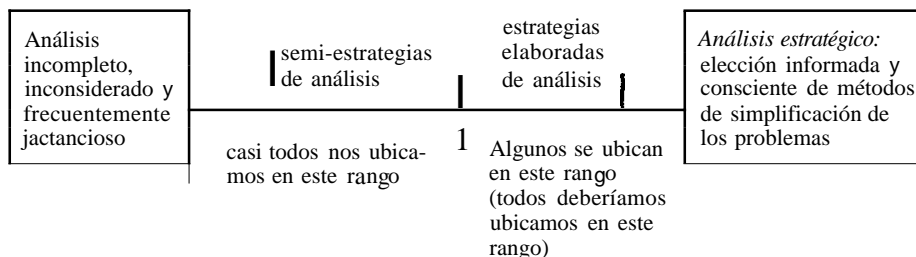 Análisis
incompleto,
inconsiderado y
frecuentemente
jactancioso
semi-estrategias
de análisis
estrategias
elaboradas
de análisis
Análisis estratégico:
elección informada y
consciente de métodos
de simplificación de
los problemas
casi todos nos ubica-
mos en este rango
1
Algunos se ubican
en este rango
(todos deberíamos
ubicamos en este
rango)